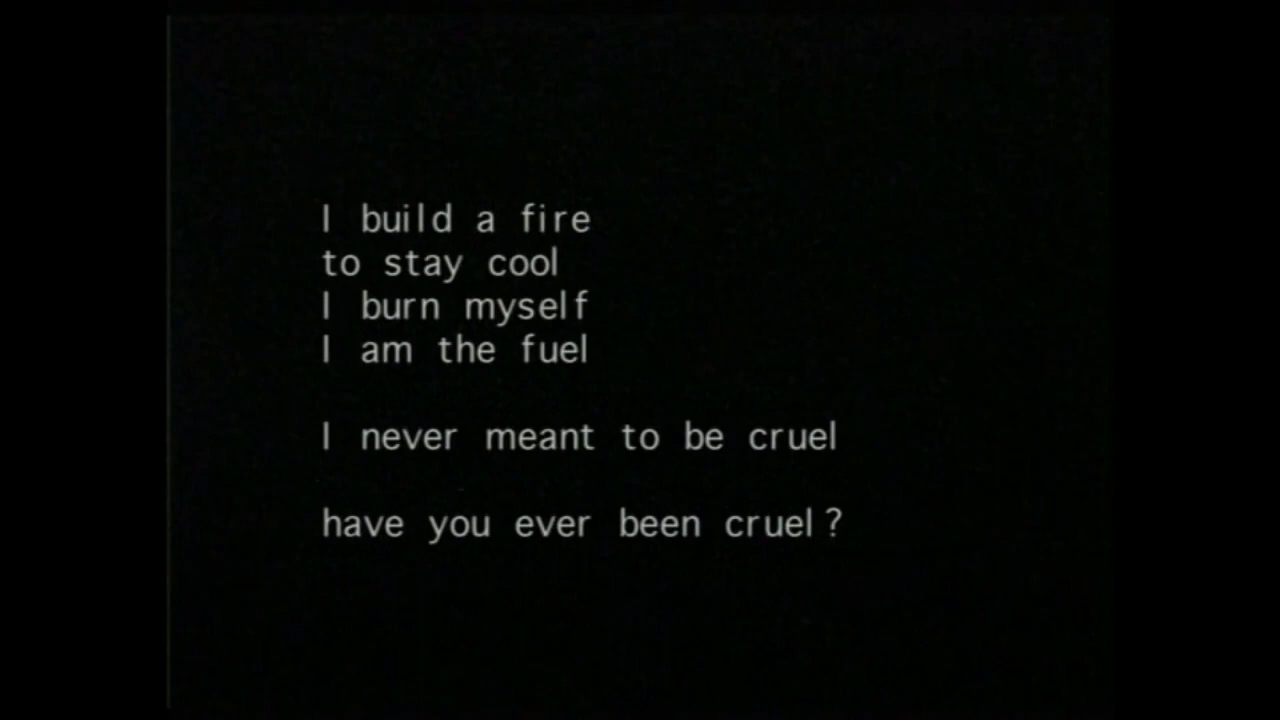 I build a fire
to stay cool
I burn myself
I am the fuel
I never meant to be cruel
have you ever been cruel?